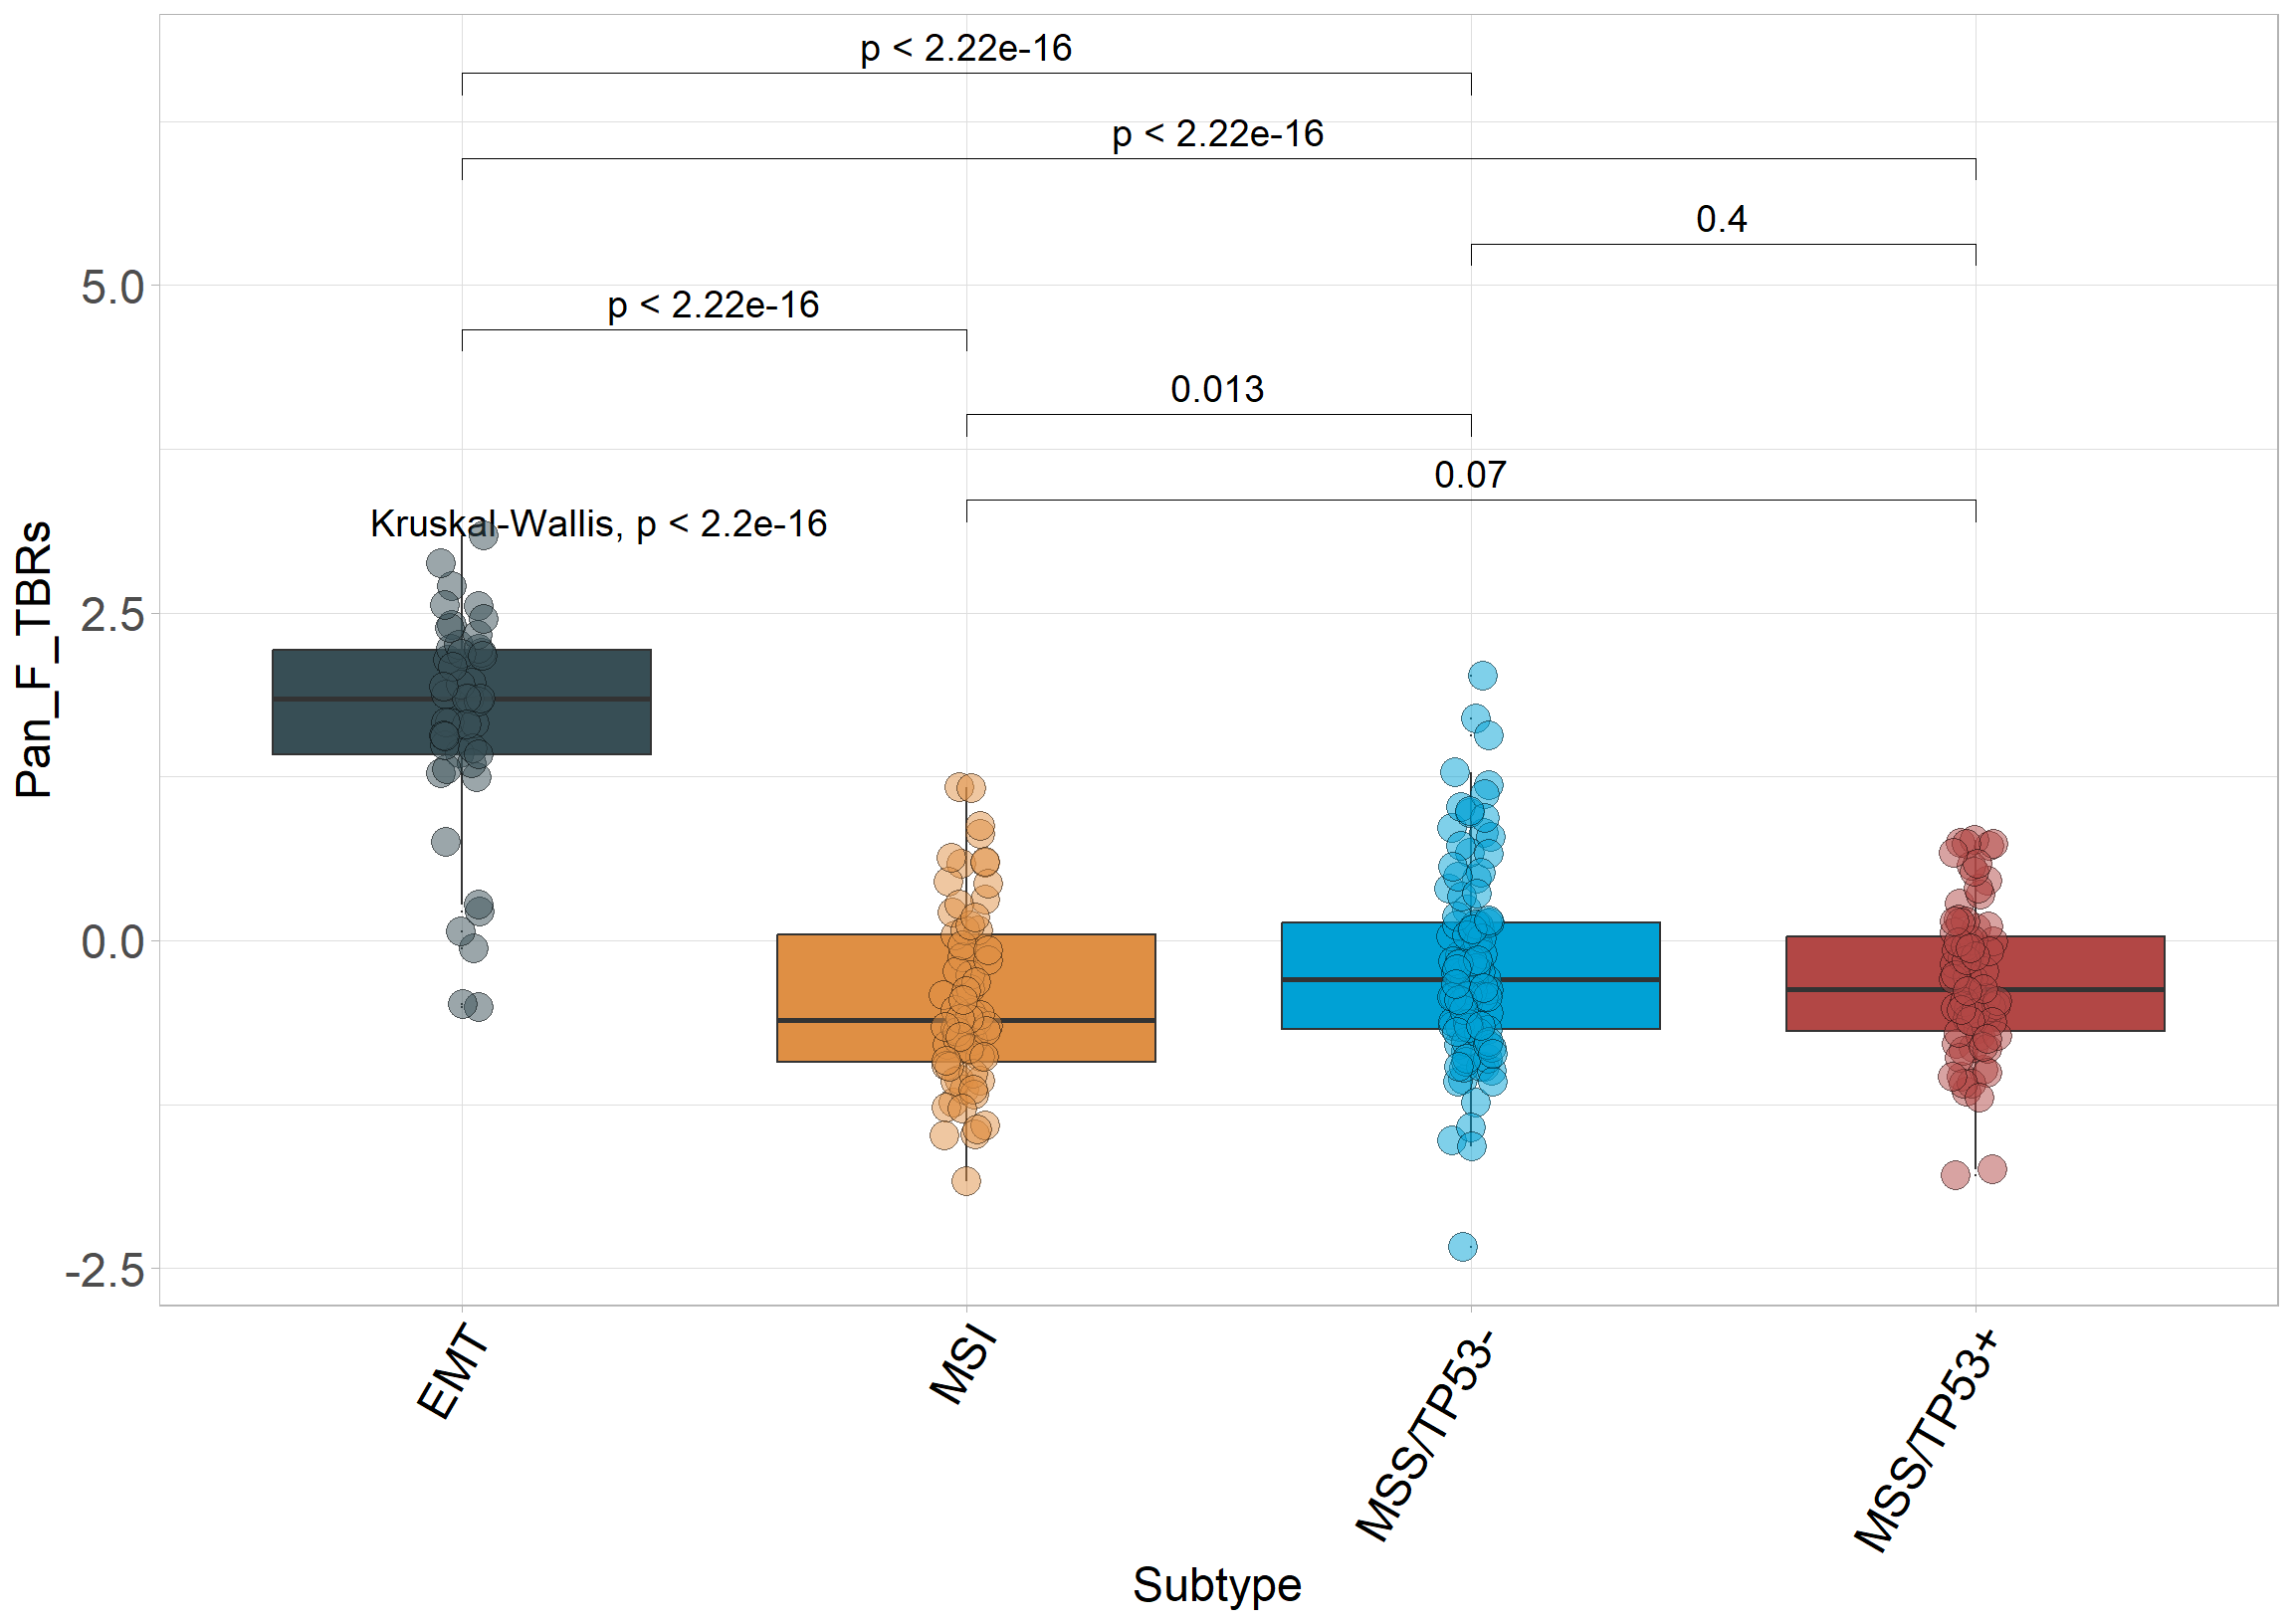 p < 2.22e-16
p < 2.22e-16
0.4
p < 2.22e-16
0.013
0.07
Kruskal-Wallis, p < 2.2e-16
Pan_F_TBRs
5.0
2.5
0.0
-2.5
EMT
MSI
MSS/TP53-
MSS/TP53+
Subtype